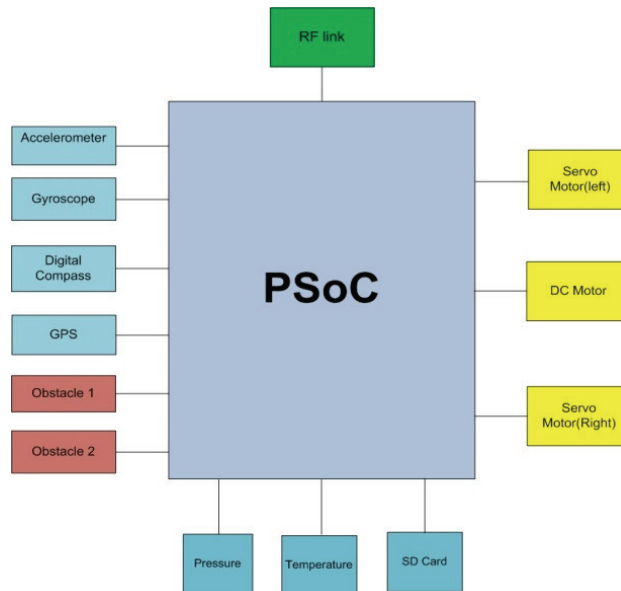 RF link
Accelerometer
Gyroscope
Digital
Compass
GPS
Obstacle 1
Obstacle 2
PSoC
Servo
Motor(left)
DC Motor
Servo
Motor(Right)
Pressure
Temperature
SD Card